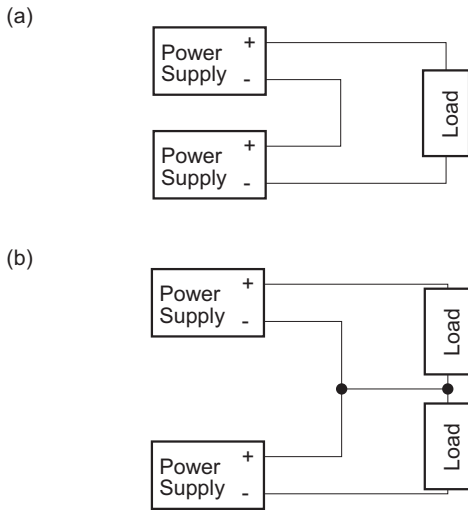 (a)
Power
Supply
+
-
Power
Supply
+
-
Load
(b)
Power
Supply
+
-
Load
Power
Supply
+
-
Load